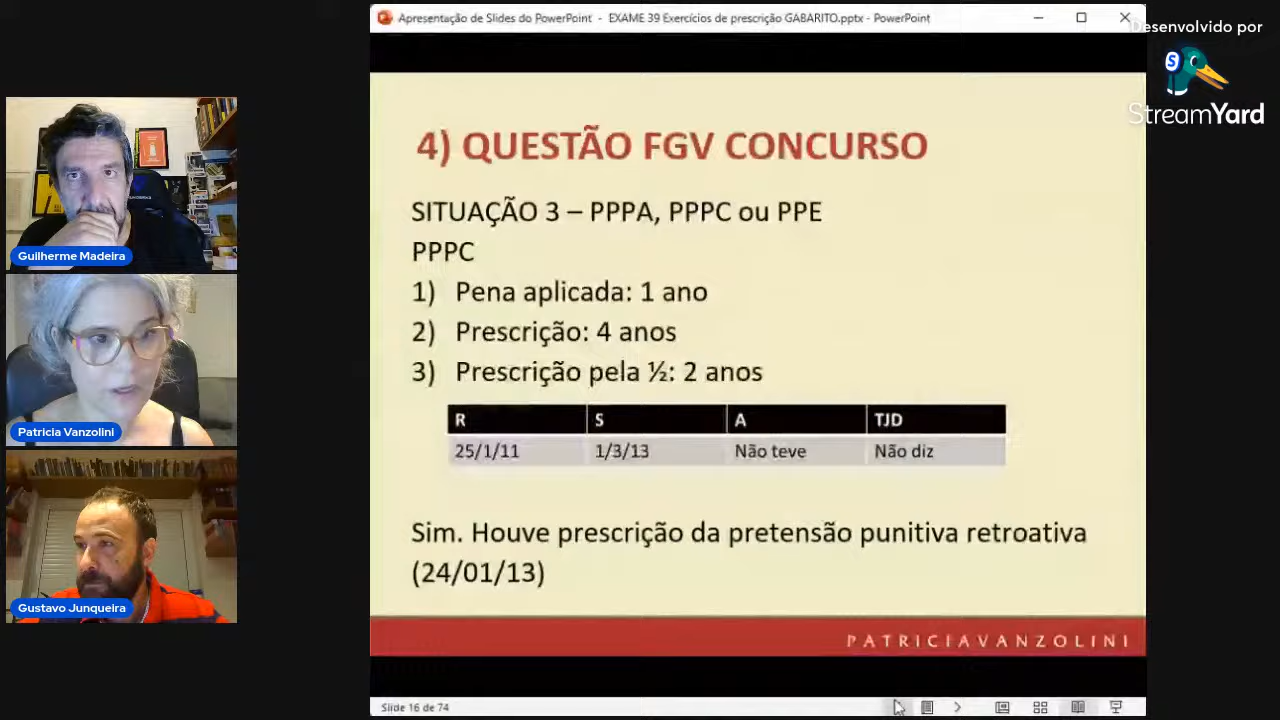 Apresentação de Slides do PowerPoint - EXAME 39 Exercícios de prescrição GABARITO.pptx - PowerPoint
Desenvolvido por
S
StreamYard
4) QUESTÃO FGV CONCURSO
SITUAÇÃO 3 – PPPA, PPPC ou PPE
PPPC
1) Pena aplicada: 1 ano
2) Prescrição: 4 anos
3) Prescrição pela ½: 2 anos
R S A TJD
25/1/11 1/3/13 Não teve Não diz
Sim. Houve prescrição da pretensão punitiva retroativa
(24/01/13)
PATRICIAVANZOLINI
Slide 16 de 74
Guilherme Madeira
Patricia Vanzolini
Gustavo Junqueira